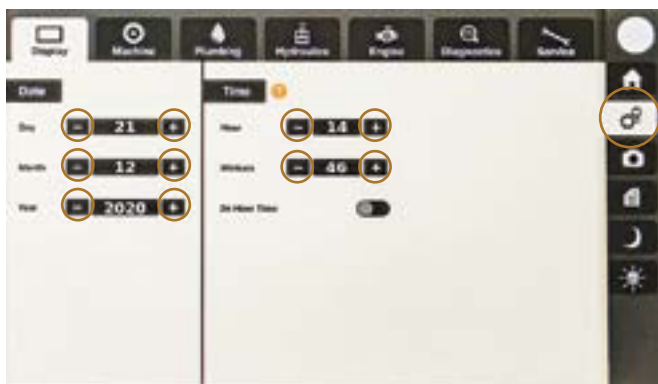 Display Machine Plumbing Hydraulics Engine Diagnostics Service
Date
Time ?
Day - 21 +
Hour - 14 +
Month - 12 +
Minute - 46 +
Year - 2020 +
24 Hour Time